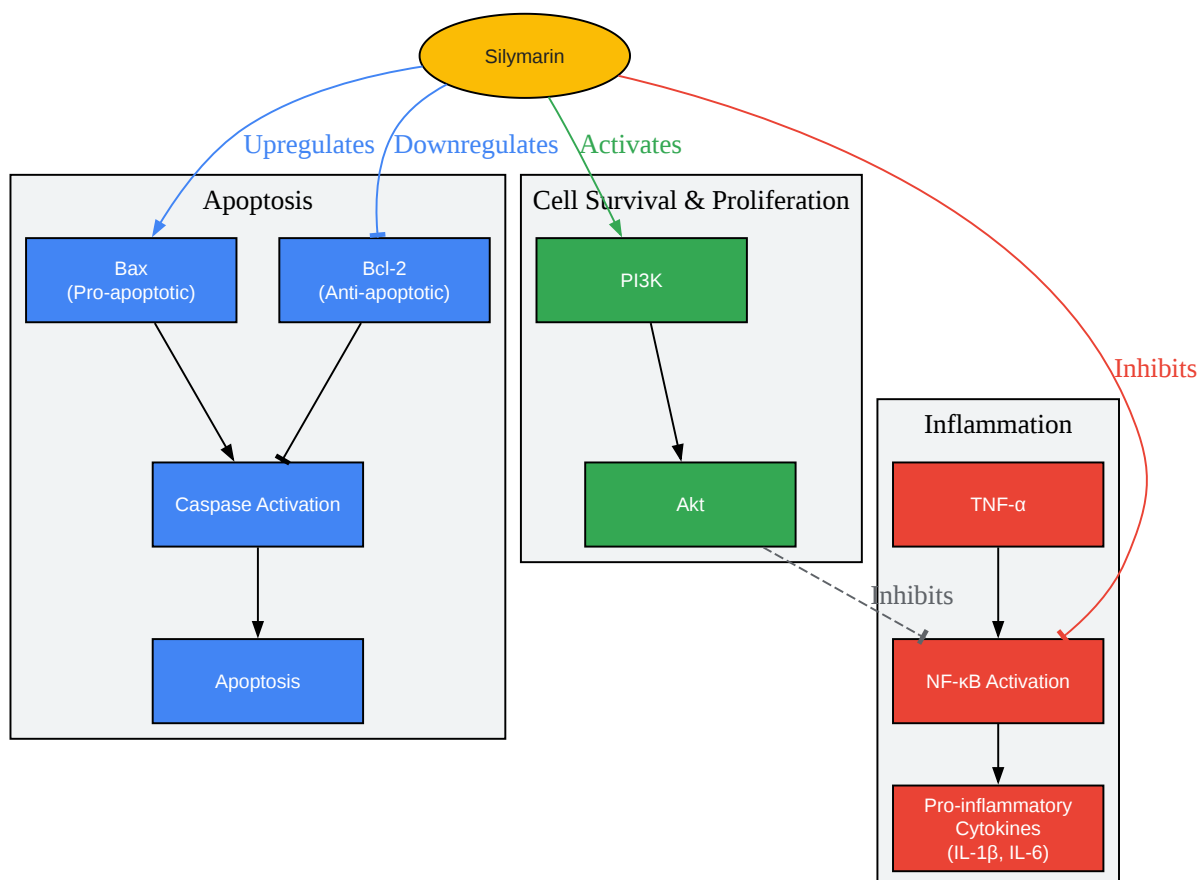 Silymarin
Upregulates
Downregulates
Activates
Apoptosis
Cell Survival & Proliferation
Bax
(Pro-apoptotic)
Bcl-2
(Anti-apoptotic)
PI3K
Inhibits
Inflammation
Caspase Activation
Akt
TNF-α
Inhibits
Apoptosis
NF-κB Activation
Pro-inflammatory
Cytokines
(IL-1β, IL-6)